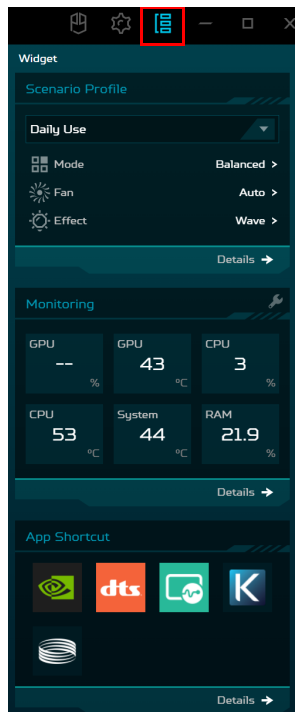 Widget
Scenario Profile
Daily Use
Mode Balanced >
Fan Auto >
Effect Wave >
Details →
Monitoring
GPU GPU CPU
-- 43 3
% °C %
CPU System RAM
53 44 21.9
°C °C %
Details →
App Shortcut
dts K
Details →